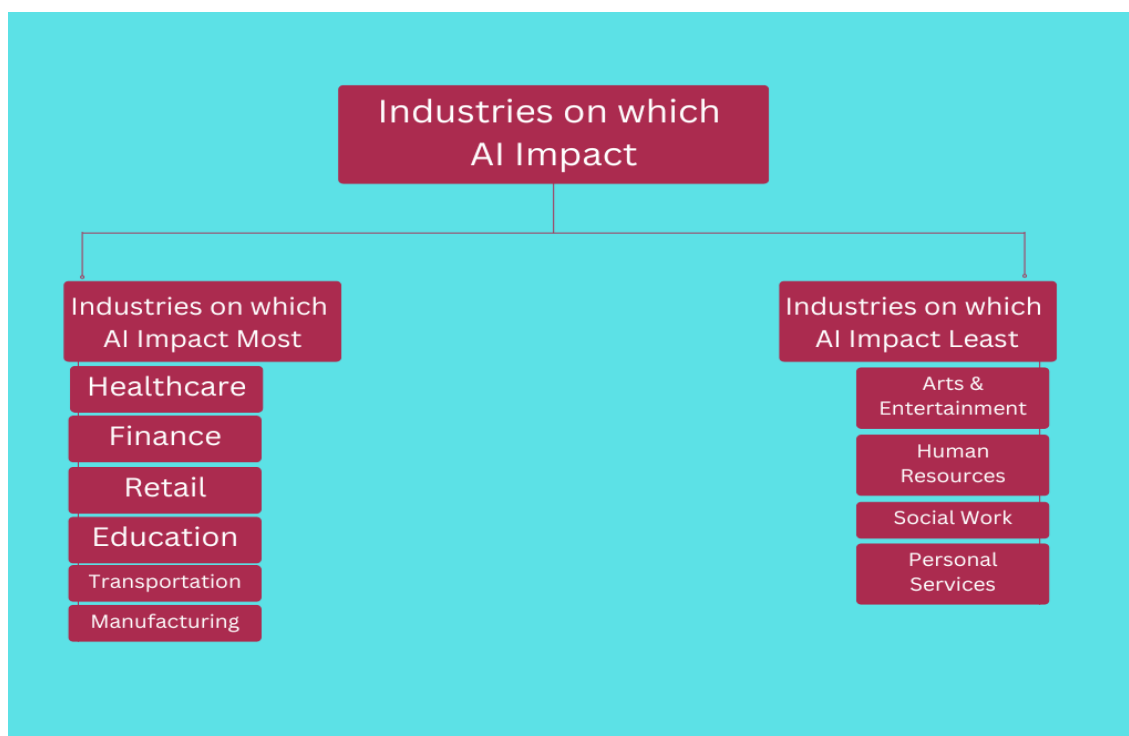 Industries on which
AI Impact
Industries on which
AI Impact Most
Healthcare
Finance
Retail
Education
Transportation
Manufacturing
Industries on which
AI Impact Least
Arts &
Entertainment
Human
Resources
Social Work
Personal
Services